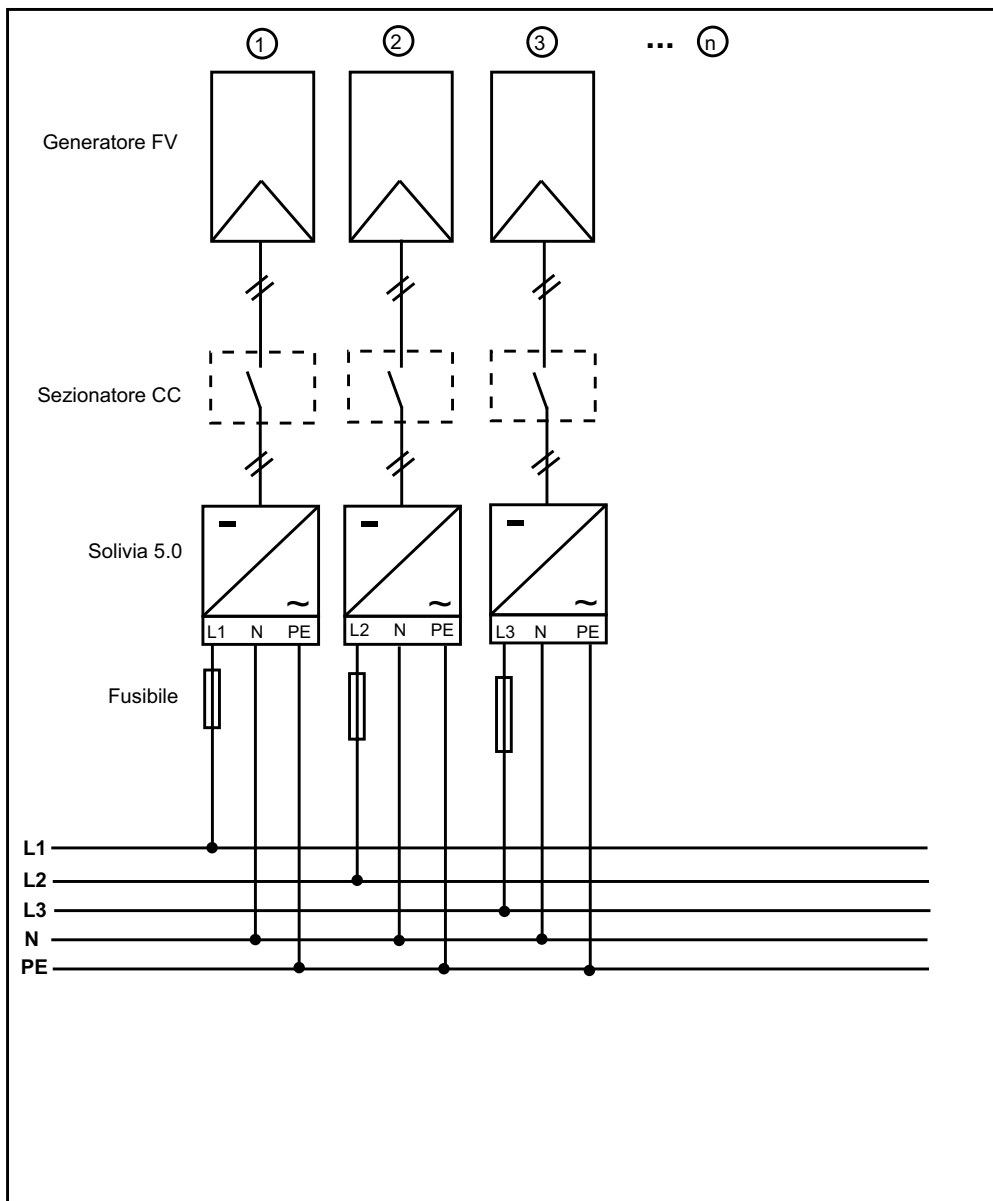 1 2 3 ... n
Generatore FV
Sezionatore CC
Solivia 5.0
L1 N PE L2 N PE L3 N PE
Fusibile
L1
L2
L3
N
PE